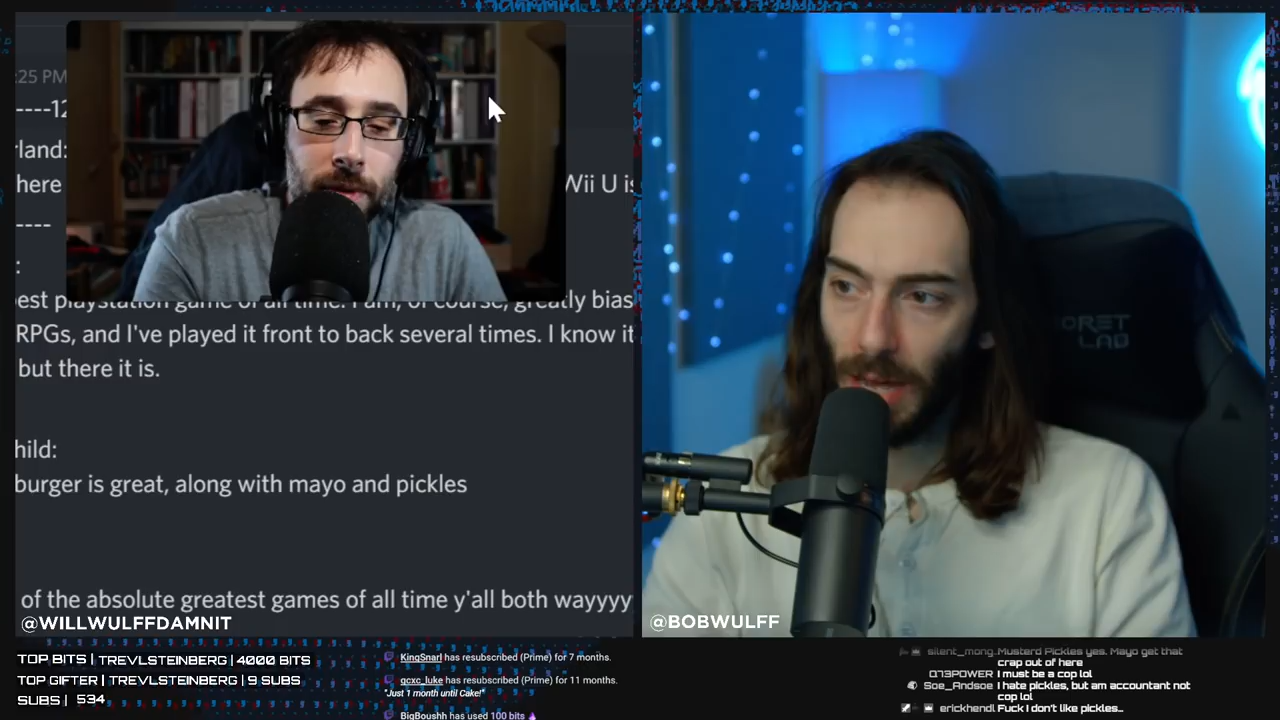 :25 PM
----12
rland:
here
Wii U is
----
:
est playstation game of all time. I am, of course, greatly bias
RPGs, and I've played it front to back several times. I know it
but there it is.
hild:
burger is great, along with mayo and pickles
of the absolute greatest games of all time y'all both wayyyy
@WILLWULFFDAMNIT
ORET
LAB
@BOBWULFF
TOP BITS | TREVLSTEINBERG | 4000 BITS
TOP GIFTER | TREVLSTEINBERG | 9 SUBS
SUBS | 534
KingSnarl has resubscribed (Prime) for 7 months.
qcxc_luke has resubscribed (Prime) for 11 months.
"Just 1 month until Cake!"
BigBoushh has used 100 bits
silent_mong Musterd Pickles yes. Mayo get that
crap out of here
Q73POWER I must be a cop lol
Soe_Andsoe I hate pickles, but am accountant not
cop lol
erickhendl Fuck I don't like pickles...